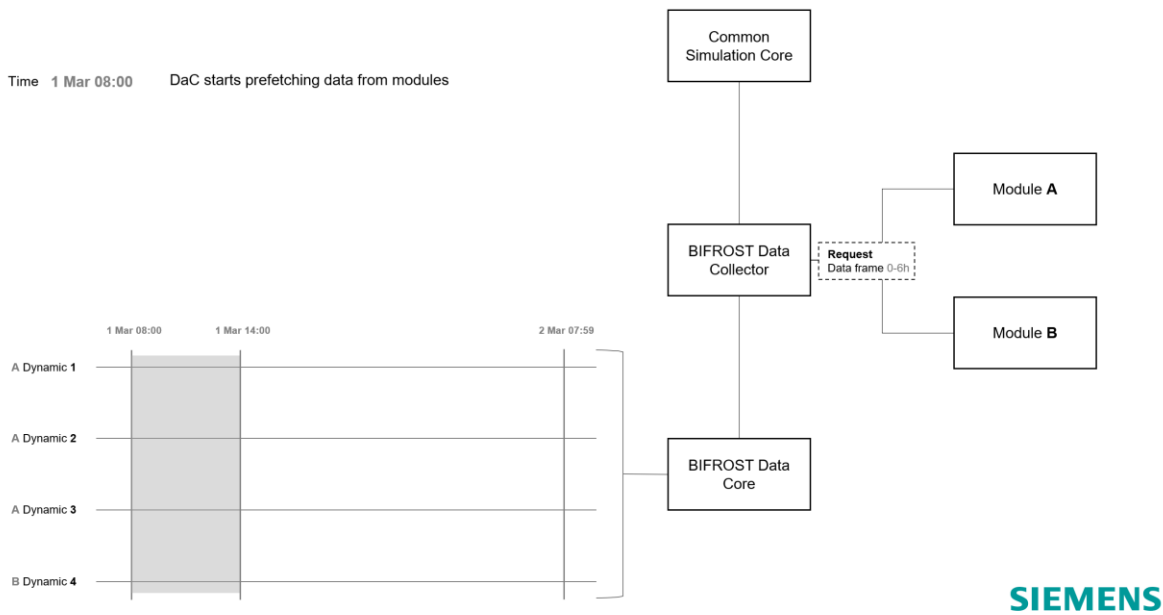 Common
Simulation Core
Time 1 Mar 08:00 DaC starts prefetching data from modules
Module A
BIFROST Data
Collector
Request
Data frame 0-6h
Module B
1 Mar 08:00 1 Mar 14:00 2 Mar 07:59
A Dynamic 1
A Dynamic 2
BIFROST Data
Core
A Dynamic 3
B Dynamic 4
SIEMENS